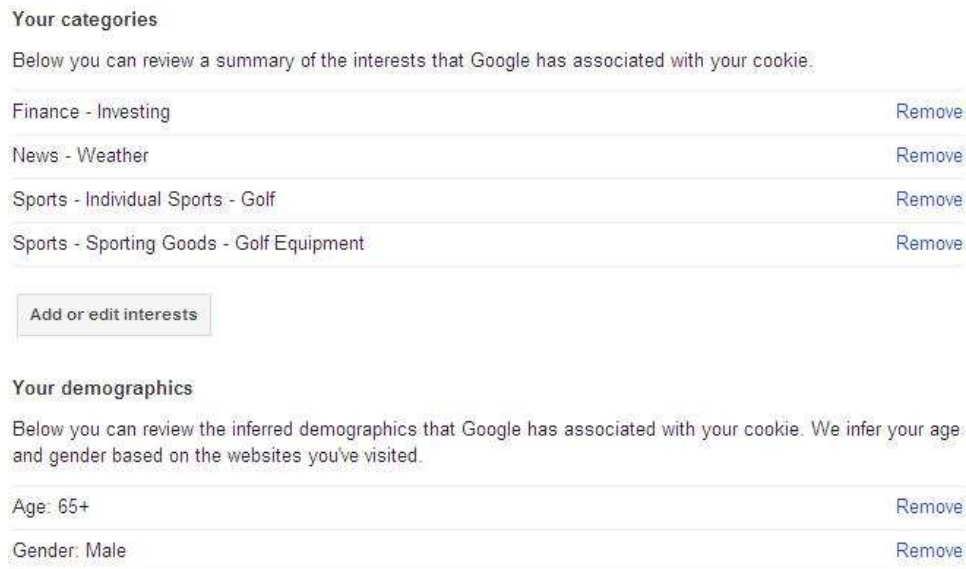 Your categories
Below you can review a summary of the interests that Google has associated with your cookie.
Finance - Investing Remove
News - Weather Remove
Sports - Individual Sports - Golf Remove
Sports - Sporting Goods - Golf Equipment Remove
Add or edit interests
Your demographics
Below you can review the inferred demographics that Google has associated with your cookie. We infer your age
and gender based on the websites you've visited.
Age: 65+ Remove
Gender: Male Remove